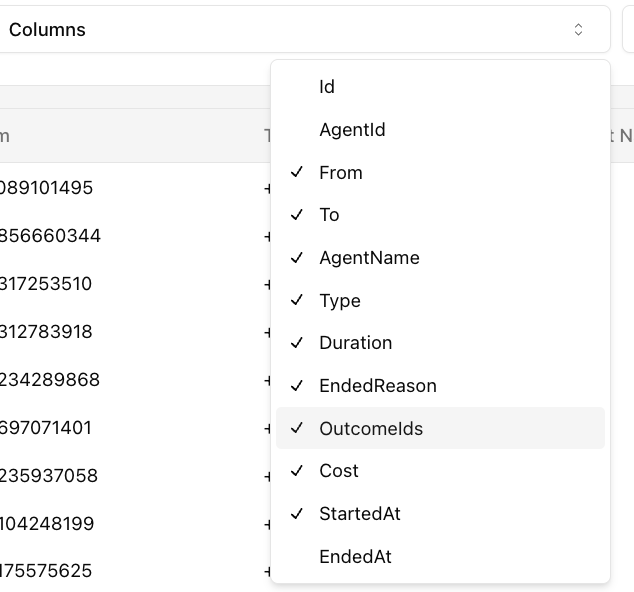 Columns
Id
AgentId
From
To
AgentName
Type
Duration
EndedReason
OutcomeIds
Cost
StartedAt
EndedAt
m
T
t N
089101495 +
856660344 +
317253510 +
312783918 +
234289868 +
697071401 +
235937058 +
104248199 +
175575625 +